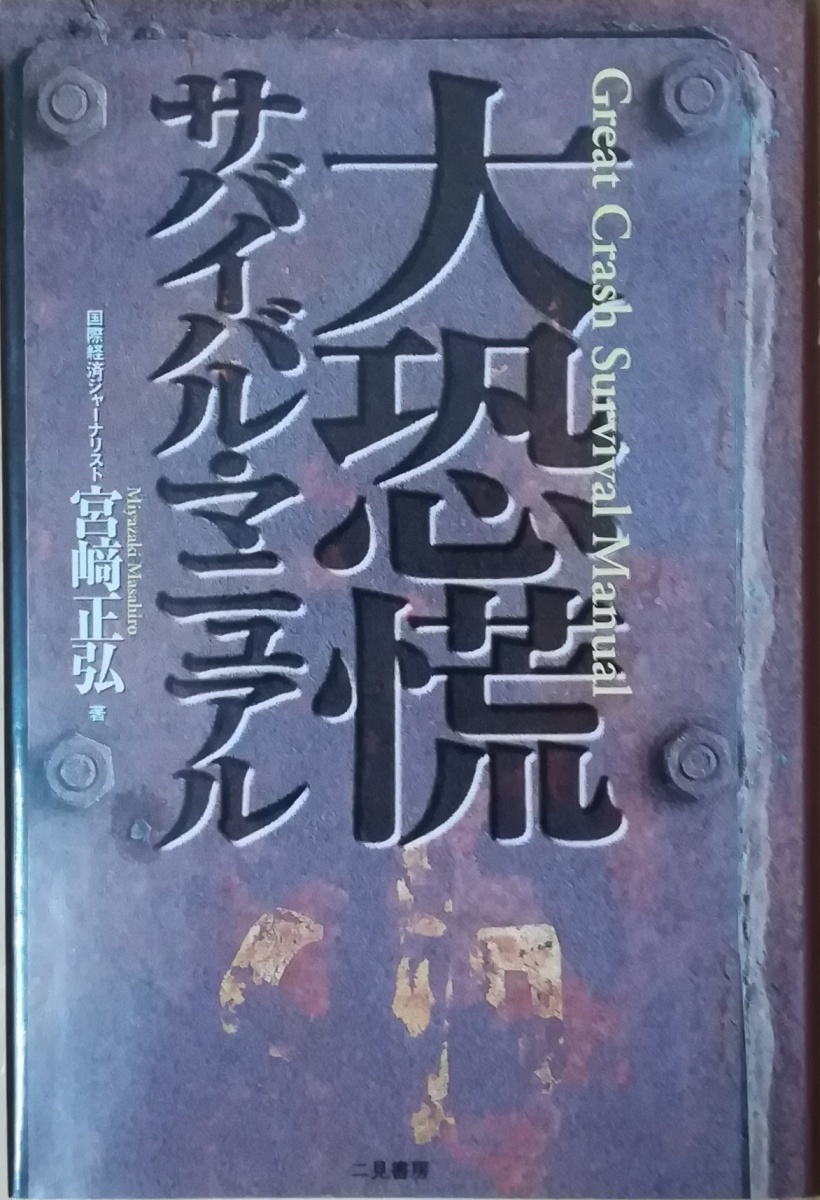 Great Crash Survival Manual
大恐慌
サバイバル・マニュアル
国際経済ジャーナリスト
Miyazaki Masahiro
宮崎正弘 著
二見書房